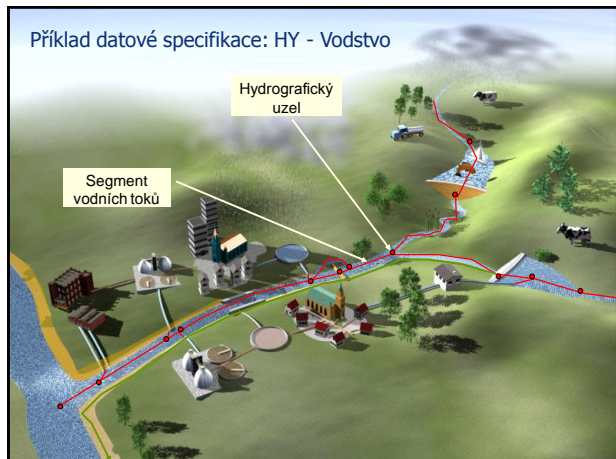 Příklad datové specifikace: HY - Vodstvo
Hydrografický
uzel
Segment
vodních toků